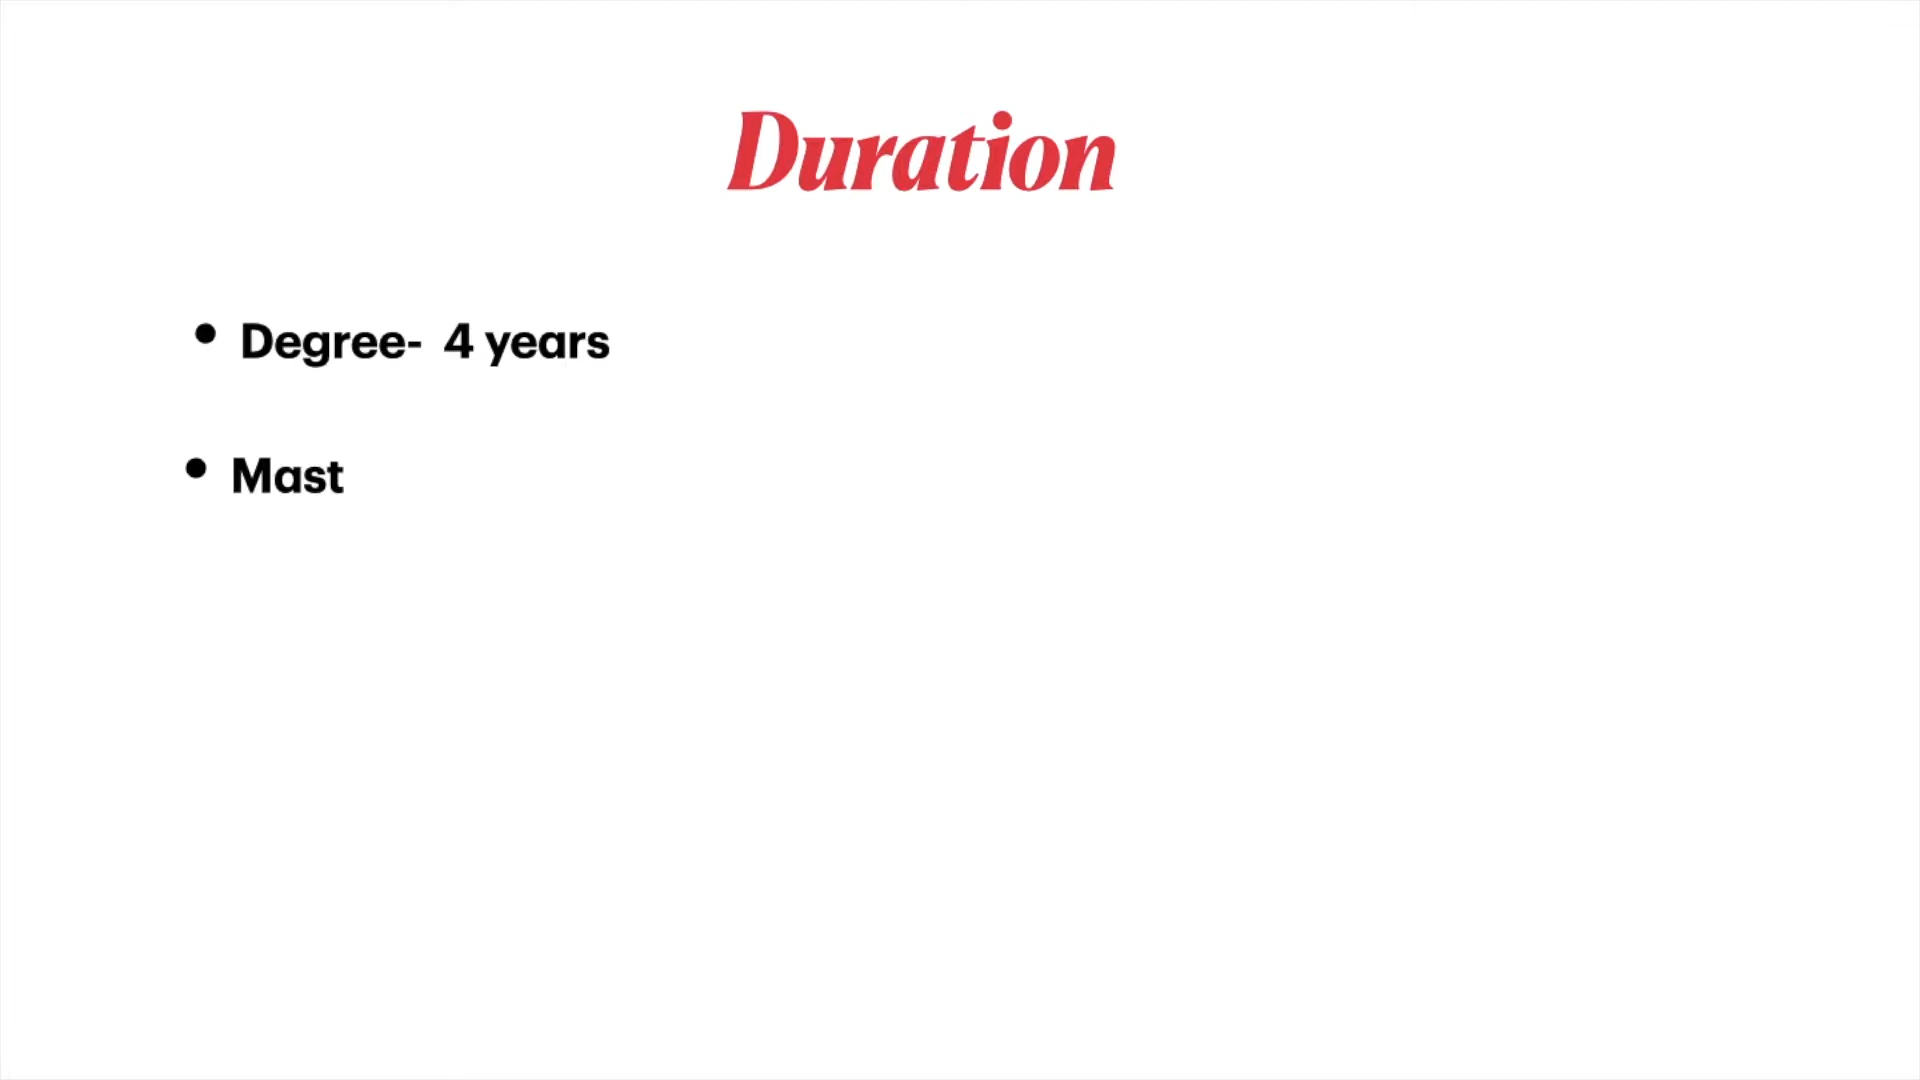 Duration
• Degree-  4 years
• Mast